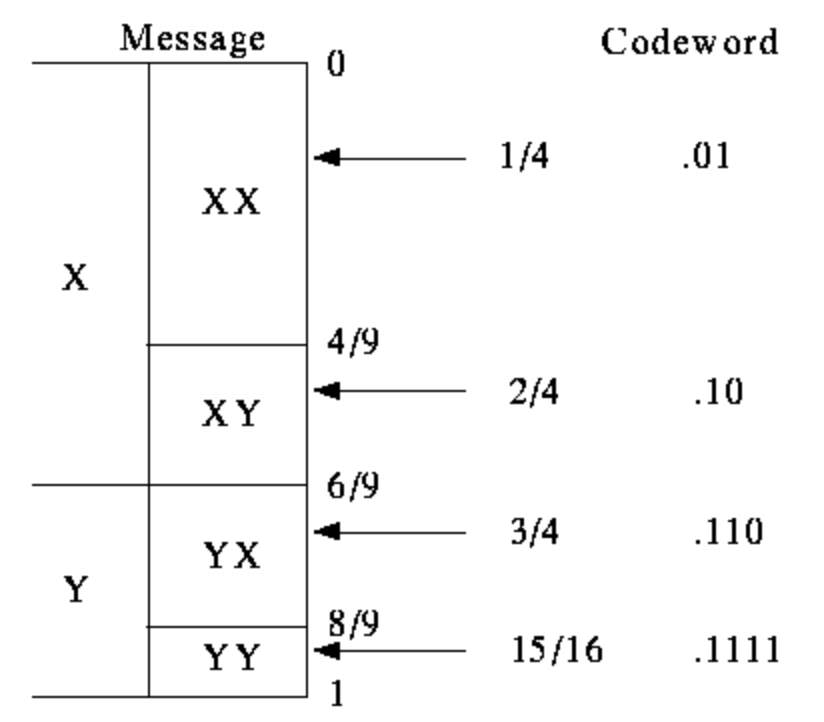 Message Codeword
0
1/4 .01
XX
X
4/9
2/4 .10
XY
6/9
3/4 .110
YX
Y
8/9
15/16 .1111
YY
1